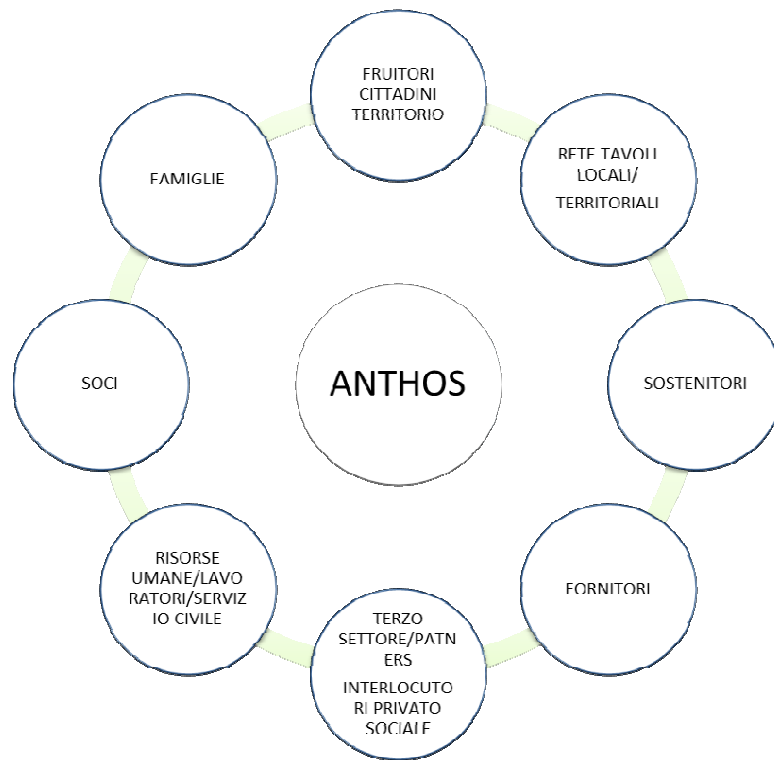 FRUITORI
CITTADINI
TERRITORIO
RETE TAVOLI
LOCALI/
TERRITORIALI
FAMIGLIE
SOCI
ANTHOS
SOSTENITORI
RISORSE
UMANE/LAVO
RATORI/SERVIZ
IO CIVILE
FORNITORI
TERZO
SETTORE/PATN
ERS
INTERLOCUTO
RI PRIVATO
SOCIALE